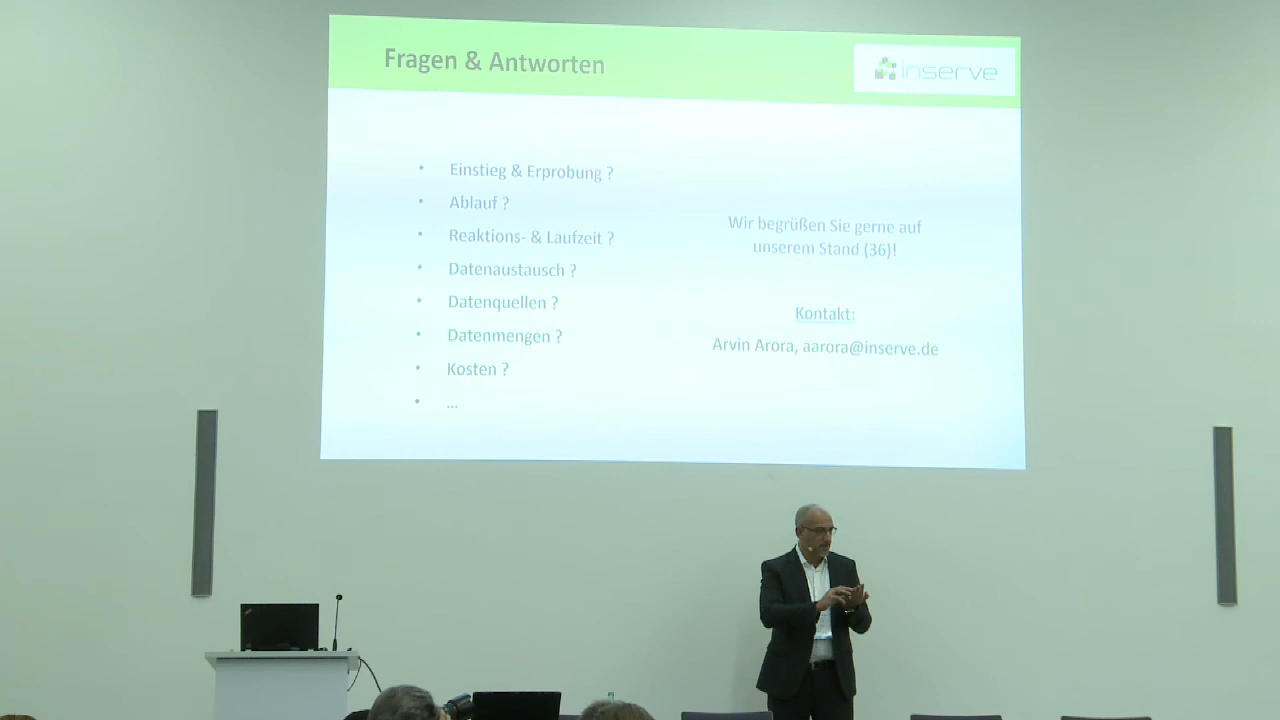 Fragen & Antworten
inserve
Einstieg & Erprobung ?
Ablauf ?
Reaktions- & Laufzeit ?
Datenaustausch ?
Datenquellen ?
Datenmengen ?
Kosten ?
...
Wir begrüßen Sie gerne auf
unserem Stand (36)!
Kontakt:
Arvin Arora, aarora@inserve.de